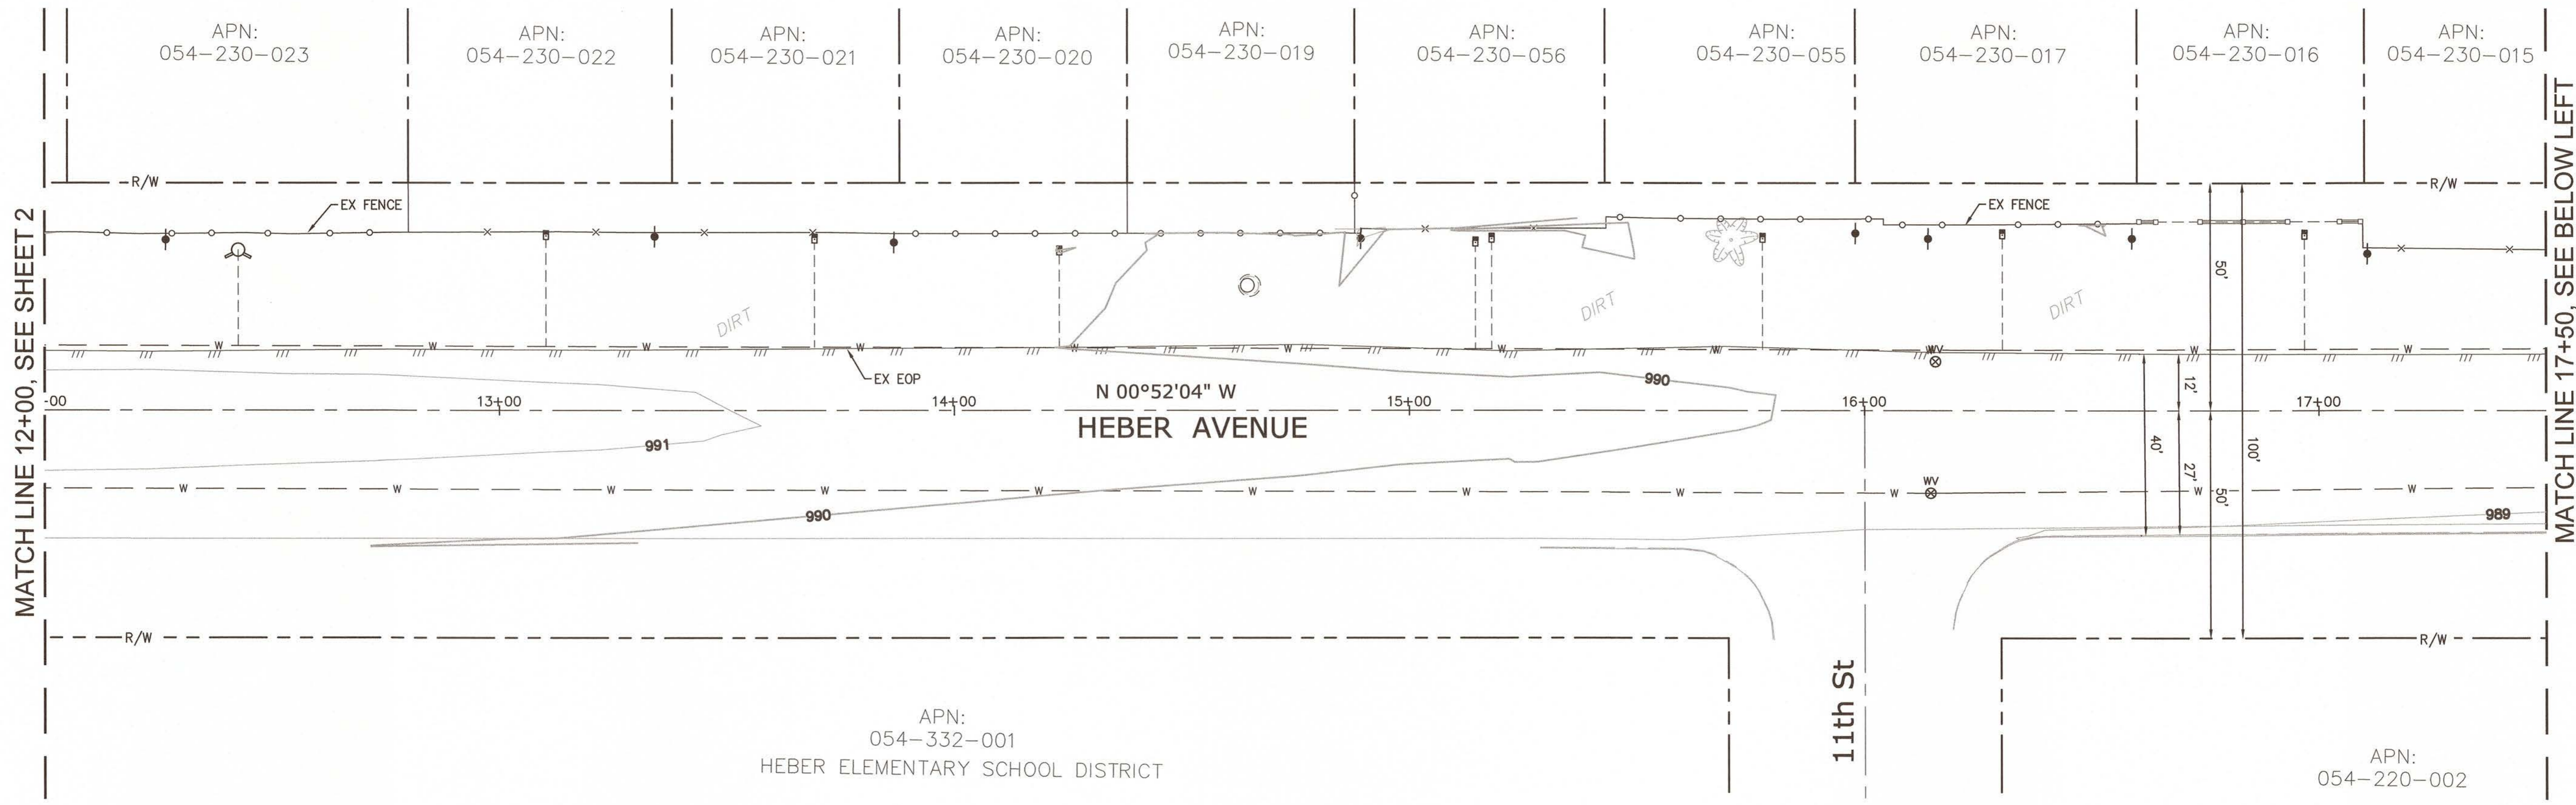 APN:
054-230-023
APN:
054-230-022
APN:
054-230-021
APN:
054-230-020
APN:
054-230-019
APN:
054-230-056
APN:
054-230-055
APN:
054-230-017
APN:
054-230-016
APN:
054-230-015
MATCH LINE 12+00, SEE SHEET 2
MATCH LINE 17+50, SEE BELOW LEFT
R/W
R/W
EX FENCE
EX FENCE
DIRT
DIRT
DIRT
50'
W
W
W
W
W
W
W
W
W
W
WV
EX EOP
990
12'
-00
13+00
14+00
N 00°52'04" W
15+00
16+00
17+00
HEBER AVENUE
991
40'
27'
100'
W
W
W
W
W
W
W
W
W
WV
W
50'
W
990
989
R/W
R/W
11th St
APN:
054-332-001
HEBER ELEMENTARY SCHOOL DISTRICT
APN:
054-220-002